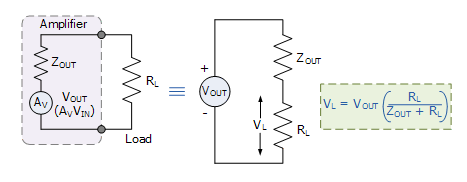 Amplifier
ZOUT
AV
VOUT
(AVVIN)
RL
Load
≡
+
VOUT
-
ZOUT
VL
RL
VL = VOUT ( RL / ZOUT + RL )